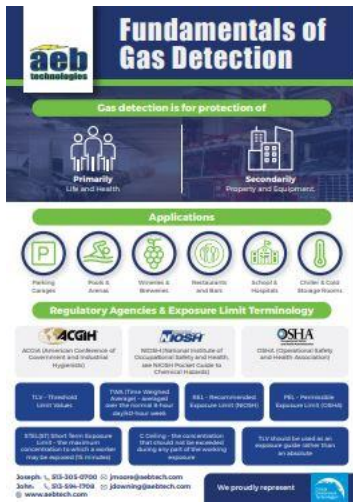 aeb
technologies
Fundamentals of
Gas Detection
Gas detection is for protection of
Primarily
Life and Health
Secondarily
Property and Equipment
Applications
P
Parking
Garages
Pools &
Arenas
Wineries &
Breweries
Restaurants
and Bars
School &
Hospitals
Chiller & Cold
Storage Rooms
Regulatory Agencies & Exposure Limit Terminology
ACGIH
ACGIH (American Conference of
Government and Industrial
Hygienists)
NIOSH
NIOSH (National Institute of
Occupational Safety and Health,
see NIOSH Pocket Guide to
Chemical Hazards)
OSHA
OSHA (Operational Safety
and Health Association)
TLV - Threshold
Limit Values
TWA (Time Weighted
Average) - averaged
over the normal 8-hour
day/40-hour week
REL - Recommended
Exposure Limit (NIOSH)
PEL - Permissible
Exposure Limit (OSHA)
STEL(ST) Short Term Exposure
Limit - the maximum
concentration to which a worker
may be exposed (15 minutes)
C Ceiling - the concentration
that should not be exceeded
during any part of the working
exposure
TLV should be used as an
exposure guide rather than
an absolute
Joseph: 513-305-0700 jmoore@aebtech.com
John: 513-594-1708 jdowning@aebtech.com
www.aebtech.com
We proudly represent